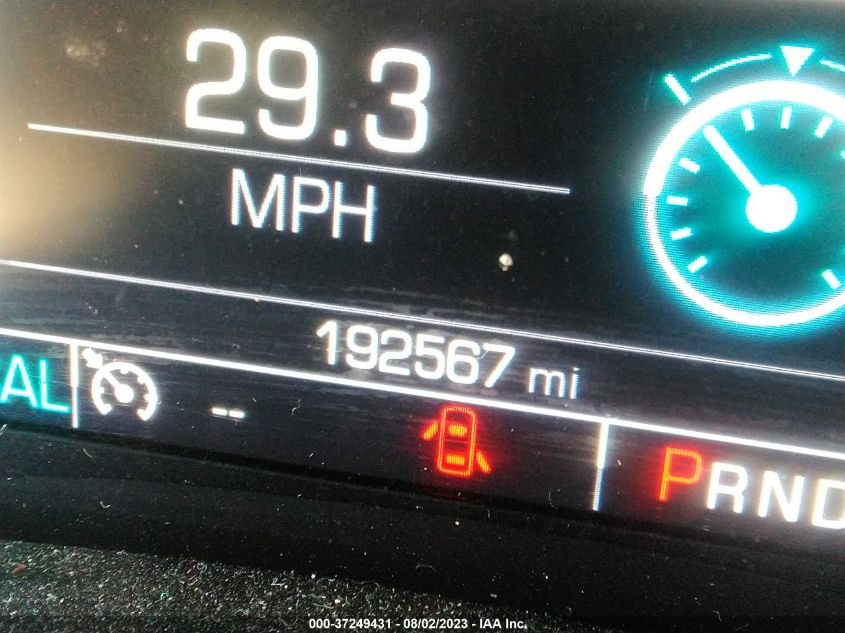 29.3
MPH
192567 mi
AL
--
PRND
000-37249431 - 08/02/2023 - IAA Inc.